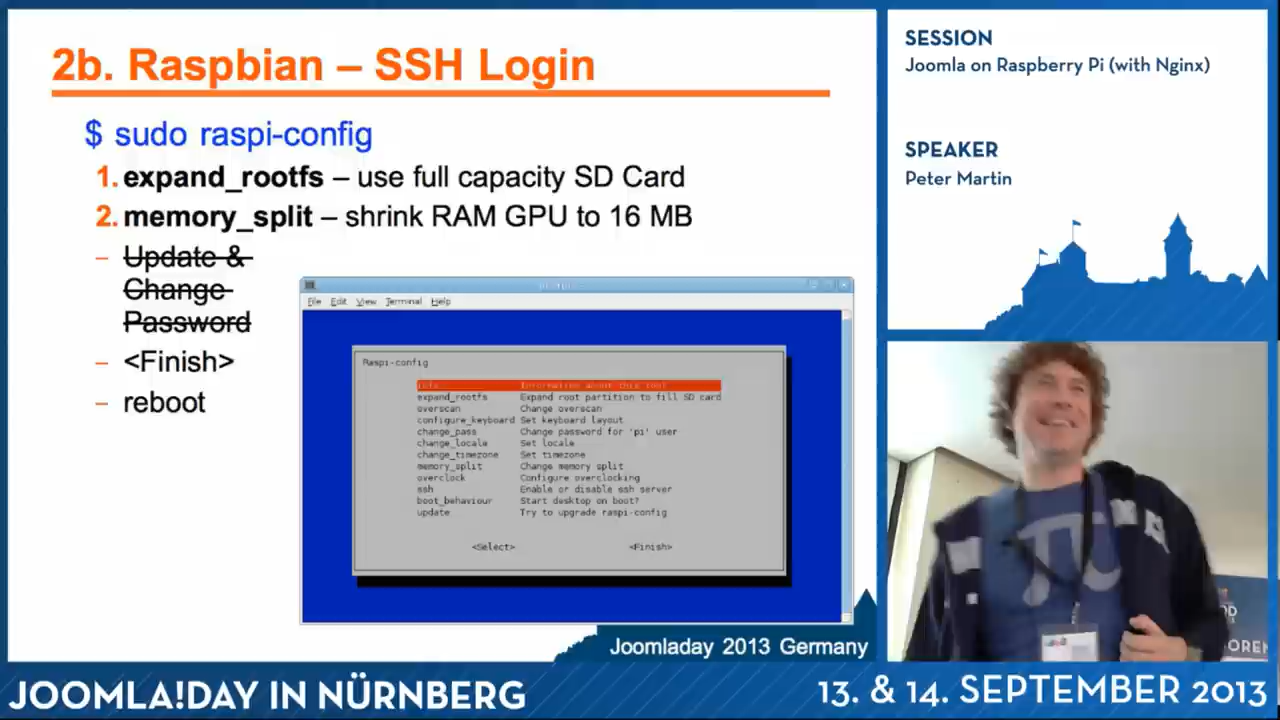 2b. Raspbian – SSH Login
$ sudo raspi-config
1. expand_rootfs – use full capacity SD Card
2. memory_split – shrink RAM GPU to 16 MB
– Update &
Change
Password
– <Finish>
– reboot
File Edit View Terminal Help
Raspi-config
info Information about this tool
expand_rootfs Expand root partition to fill SD card
overscan Change overscan
configure_keyboard Set keyboard layout
change_pass Change password for 'pi' user
change_locale Set locale
change_timezone Set timezone
memory_split Change memory split
overclock Configure overclocking
ssh Enable or disable ssh server
boot_behaviour Start desktop on boot?
update Try to upgrade raspi-config
<Select> <Finish>
Joomladay 2013 Germany
SESSION
Joomla on Raspberry Pi (with Nginx)
SPEAKER
Peter Martin
π
JOOMLA!DAY IN NÜRNBERG
13. & 14. SEPTEMBER 2013